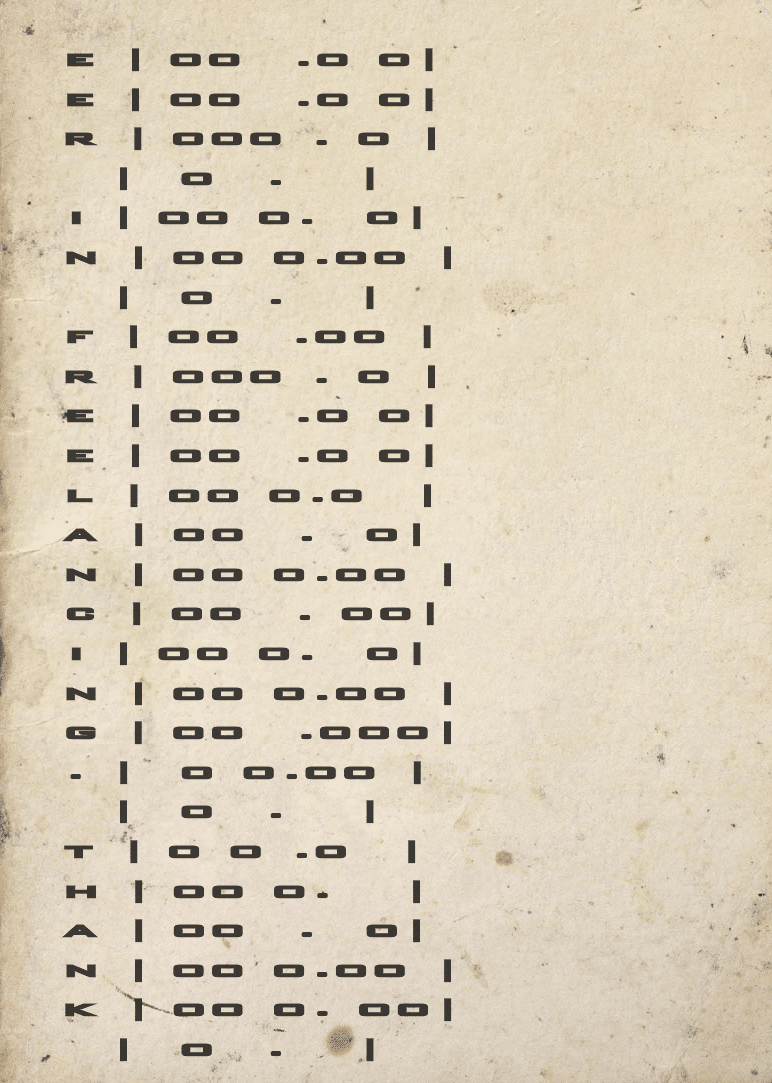 E | oo  .o o|
E | oo  .o o|
R | ooo . o |
|  o  .   |
I | oo o.  o|
N | oo o.oo |
|  o  .   |
F | oo  .oo |
R | ooo . o |
E | oo  .o o|
E | oo  .o o|
L | oo o.o  |
A | oo  .  o|
N | oo o.oo |
C | oo  . oo|
I | oo o.  o|
N | oo o.oo |
G | oo  .ooo|
. |  o o.oo |
|  o  .   |
T | o o .o  |
H | oo o.   |
A | oo  .  o|
N | oo o.oo |
K | oo o. oo|
|  o  .   |